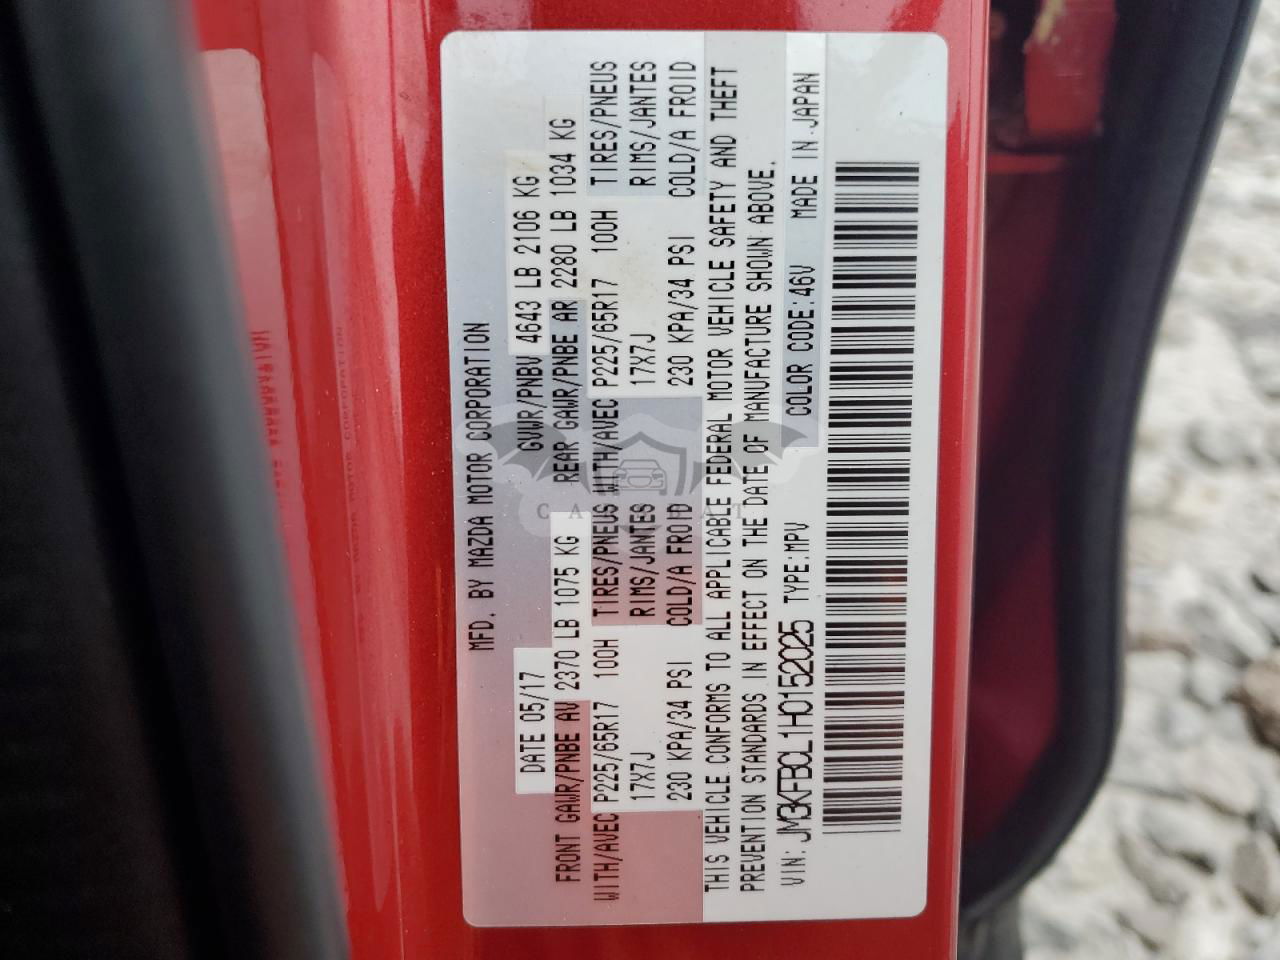 MFD. BY MAZDA MOTOR CORPORATION
DATE 05/17 GVWR/PNBV 4643 LB 2106 KG
FRONT GAWR/PNBE AV 2370 LB 1075 KG REAR GAWR/PNBE AR 2280 LB 1034 KG
WITH/AVEC P225/65R17 100H TIRES/PNEUS WITH/AVEC P225/65R17 100H TIRES/PNEUS
17X7J RIMS/JANTES 17X7J RIMS/JANTES
230 KPA/34 PSI COLD/A FROID 230 KPA/34 PSI COLD/A FROID
THIS VEHICLE CONFORMS TO ALL APPLICABLE FEDERAL MOTOR VEHICLE SAFETY AND THEFT
PREVENTION STANDARDS IN EFFECT ON THE DATE OF MANUFACTURE SHOWN ABOVE.
VIN: JM3KFBCL1H0152025 TYPE:MPV COLOR CODE:46V MADE IN JAPAN